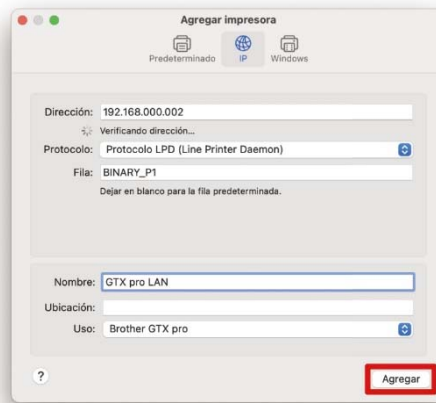 Agregar impresora
Predeterminado IP Windows
Dirección: 192.168.000.002
Verificando dirección...
Protocolo: Protocolo LPD (Line Printer Daemon)
Fila: BINARY_P1
Dejar en blanco para la fila predeterminada.
Nombre: GTX pro LAN
Ubicación:
Uso: Brother GTX pro
? Agregar